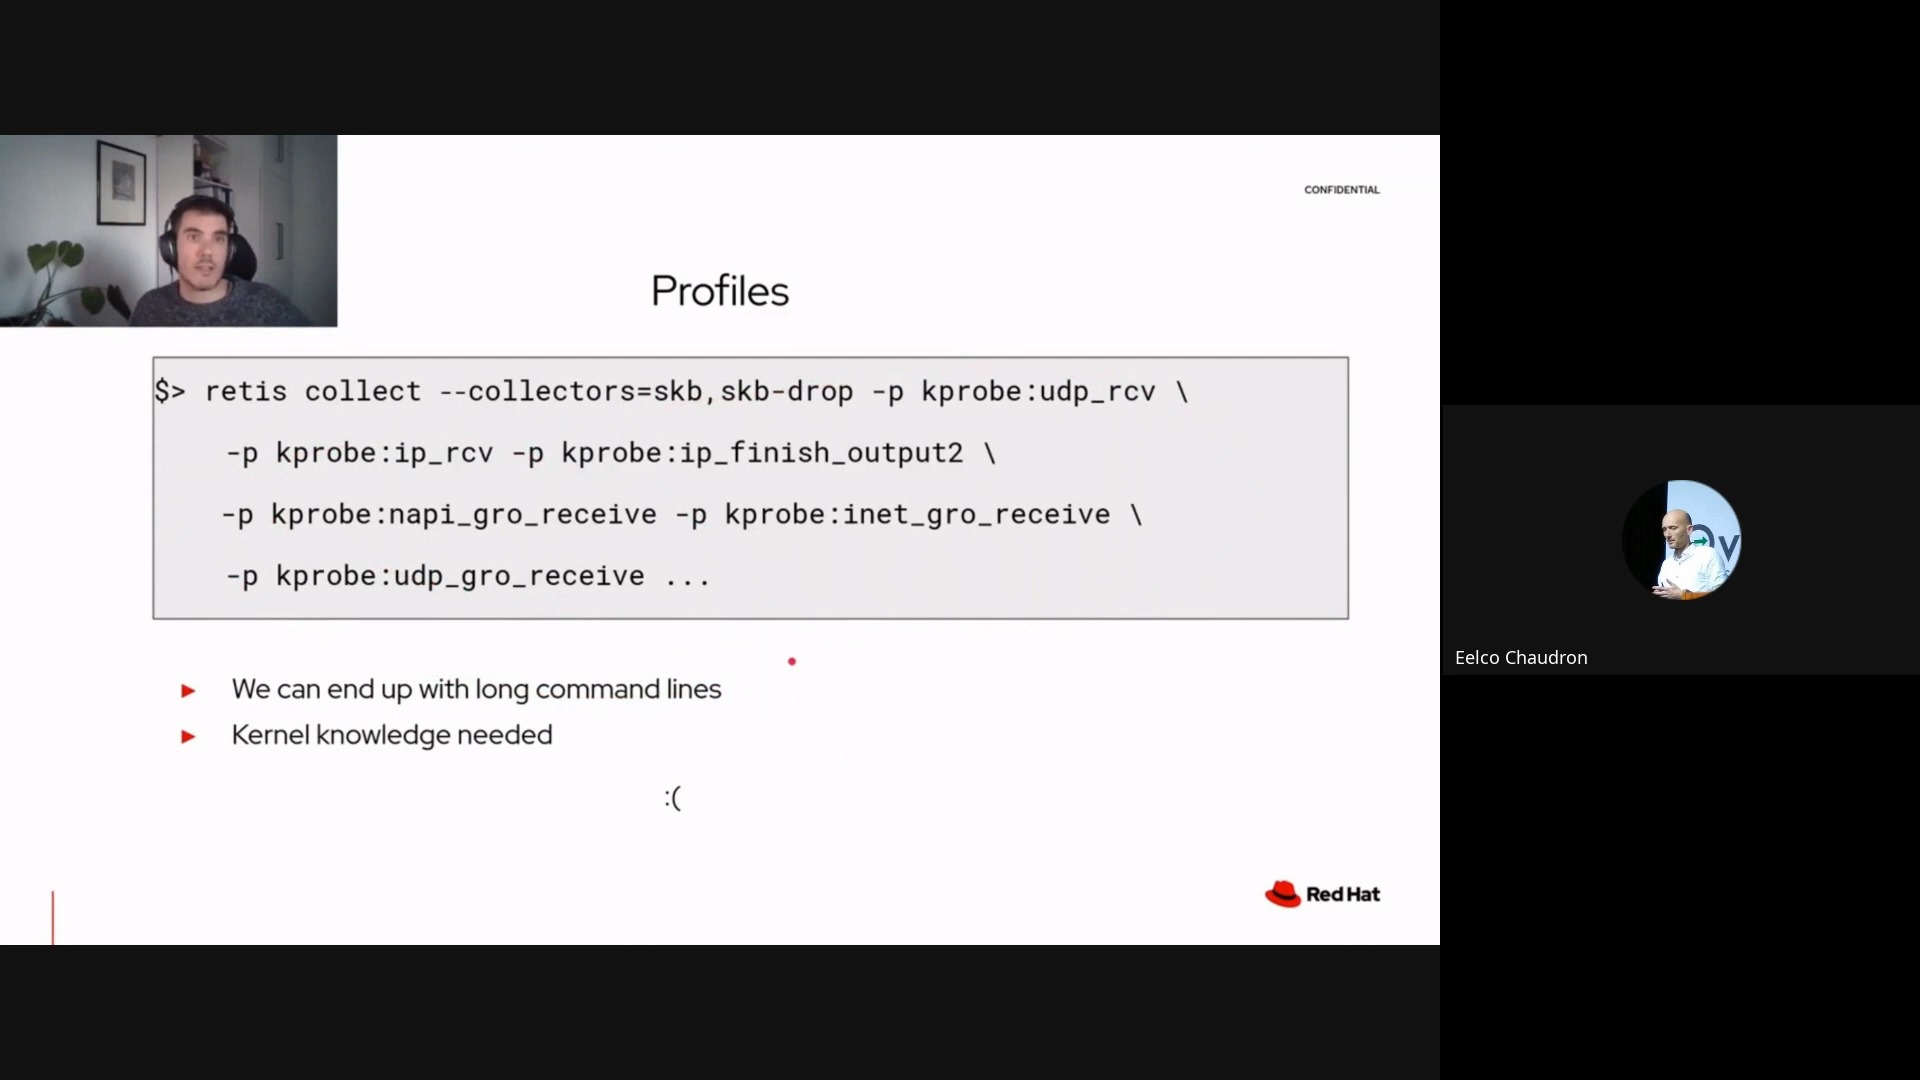 CONFIDENTIAL
Profiles
$> retis collect --collectors=skb,skb-drop -p kprobe:udp_rcv \
-p kprobe:ip_rcv -p kprobe:ip_finish_output2 \
-p kprobe:napi_gro_receive -p kprobe:inet_gro_receive \
-p kprobe:udp_gro_receive ...
► We can end up with long command lines
► Kernel knowledge needed
:(
Red Hat
Eelco Chaudron